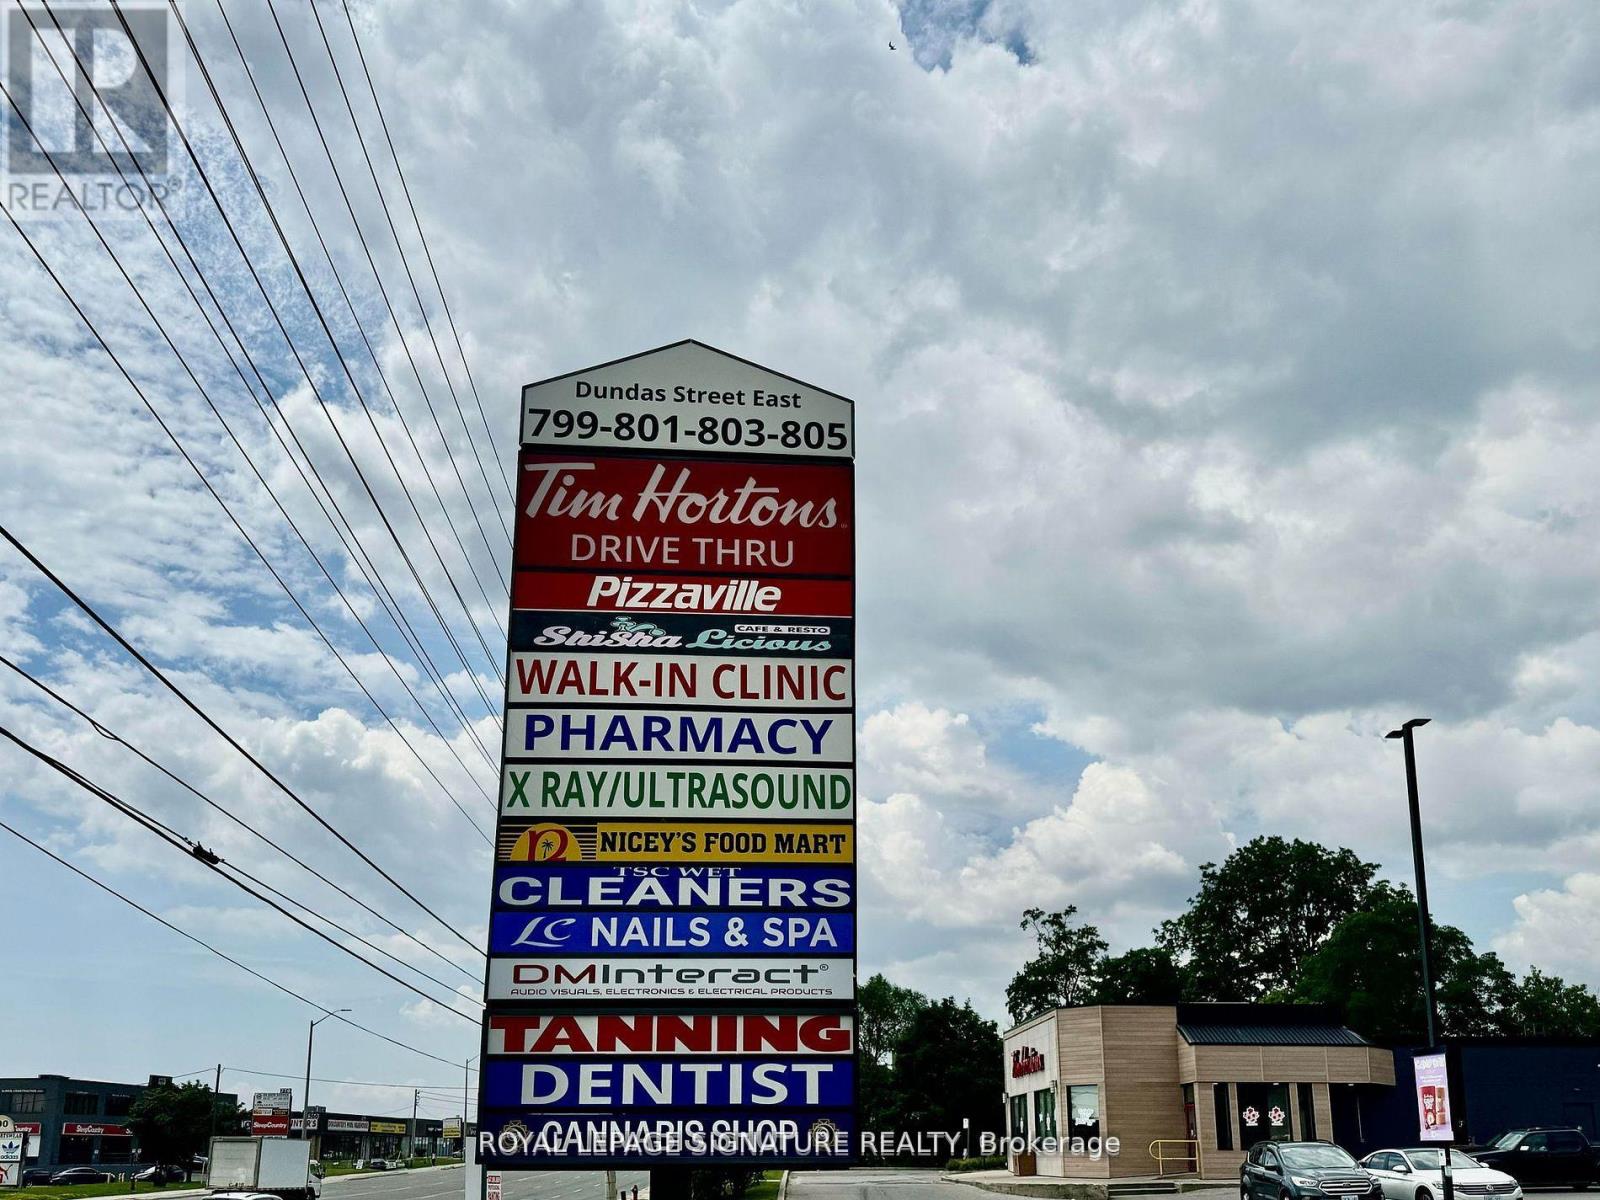 REALTOR®
Dundas Street East
799-801-803-805
Tim Hortons
DRIVE THRU
Pizzaville
ShiSha Licious CAFE & RESTO
WALK-IN CLINIC
PHARMACY
X RAY/ULTRASOUND
NICEY'S FOOD MART
TSC WET
CLEANERS
LC NAILS & SPA
DMInteract®
AUDIO VISUALS, ELECTRONICS & ELECTRICAL PRODUCTS
TANNING
DENTIST
CANNABIS SHOP
SleepCountry
ROYAL LEPAGE SIGNATURE REALTY, Brokerage